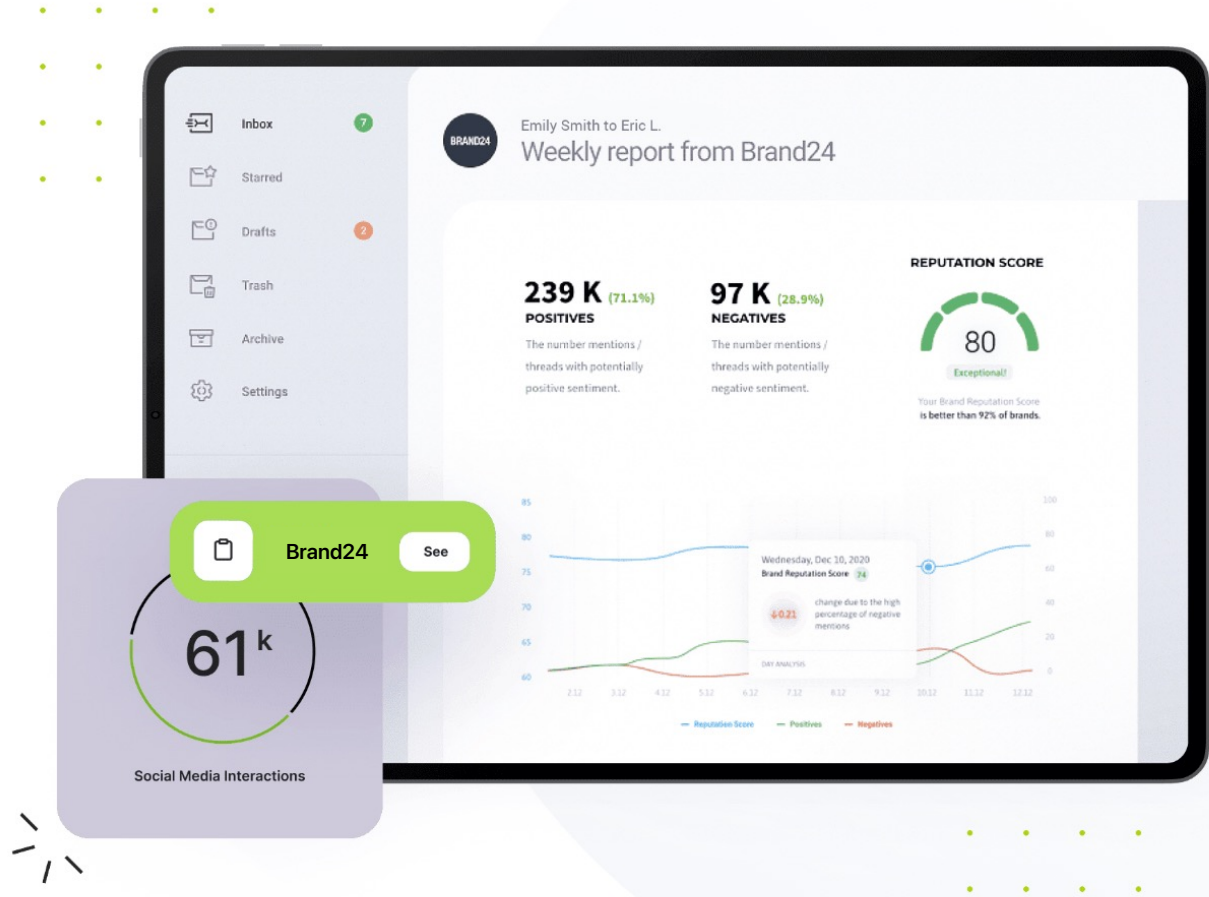 Inbox 7
Starred
Drafts 2
Trash
Archive
Settings
BRAND24
Emily Smith to Eric L.
Weekly report from Brand24
239 K (71.1%)
POSITIVES
The number mentions /
threads with potentially
positive sentiment.
97 K (28.9%)
NEGATIVES
The number mentions /
threads with potentially
negative sentiment.
REPUTATION SCORE
80
Exceptional!
Your Brand Reputation Score
is better than 92% of brands.
Brand24 See
61 k
Social Media Interactions
85
80
75
70
65
60
100
80
60
40
20
0
Wednesday, Dec 10, 2020
Brand Reputation Score 74
↓0.21
change due to the high
percentage of negative
mentions
DAY ANALYSIS
2.12 3.12 4.12 5.12 6.12 7.12 8.12 9.12 10.12 11.12 12.12
Reputation Score Positives Negatives